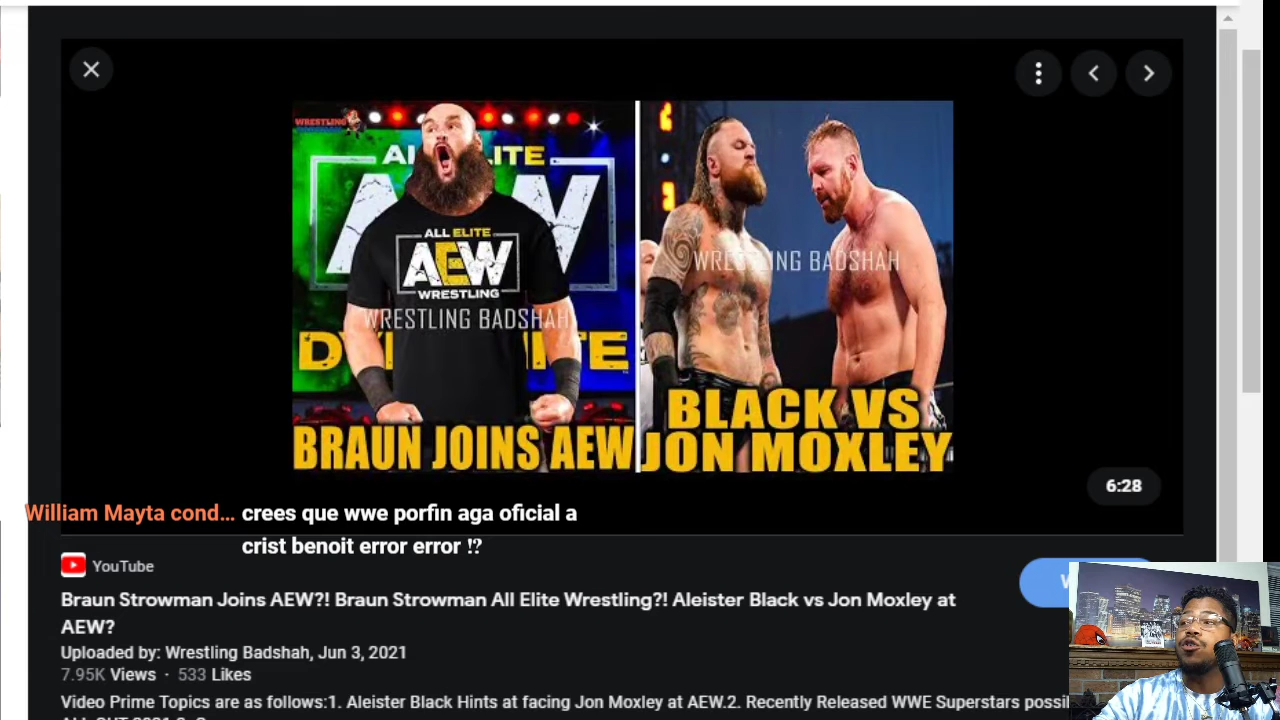 WRESTLING
ALL ELITE
AEW
ALL ELITE
AEW
WRESTLING
WRESTLING BADSHAH
BRAUN JOINS AEW
WRESTLING BADSHAH
BLACK VS
JON MOXLEY
6:28
William Mayta cond... crees que wwe porfin aga oficial a
crist benoit error error !?
YouTube
Braun Strowman Joins AEW?! Braun Strowman All Elite Wrestling?! Aleister Black vs Jon Moxley at
AEW?
Uploaded by: Wrestling Badshah, Jun 3, 2021
7.95K Views · 533 Likes
Video Prime Topics are as follows:1. Aleister Black Hints at facing Jon Moxley at AEW.2. Recently Released WWE Superstars possi